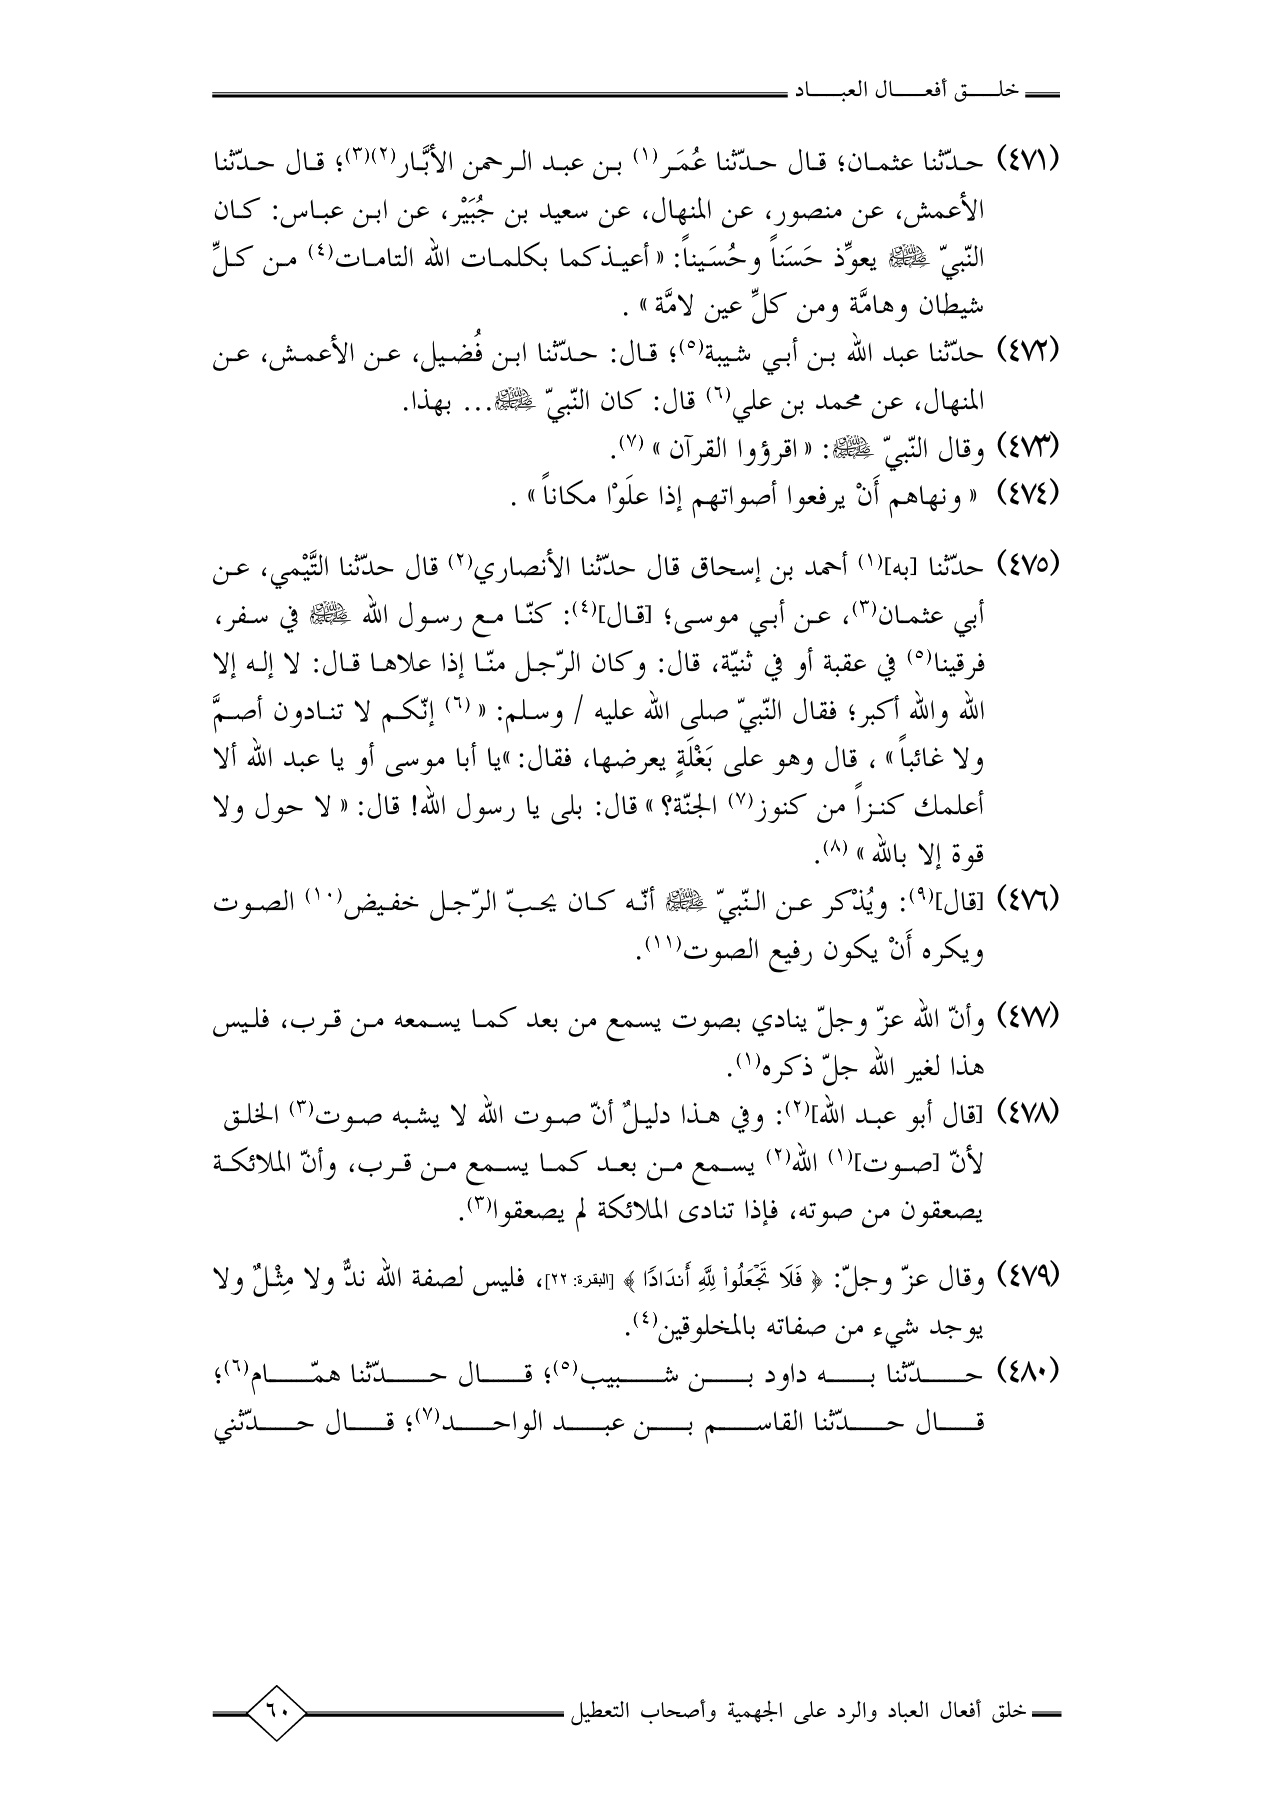 خلق أفعال العباد
(٤٧١) حدّثنا عثمان؛ قال حدّثنا عُمَر(١) بن عبد الرحمن الأبَّار(٢)(٣)؛ قال حدّثنا
الأعمش، عن منصور، عن المنهال، عن سعيد بن جُبَيْر، عن ابن عباس: كان
النّبيّ ﷺ يعوِّذ حَسَناً وحُسَيناً: « أعيذكما بكلمات الله التامات(٤) من كلِّ
شيطان وهامَّة ومن كلِّ عين لامَّة » .
(٤٧٢) حدّثنا عبد الله بن أبي شيبة(٥)؛ قال: حدّثنا ابن فُضيل، عن الأعمش، عن
المنهال، عن محمد بن علي(٦) قال: كان النّبيّ ﷺ... بهذا.
(٤٧٣) وقال النّبيّ ﷺ: « اقرؤوا القرآن » (٧).
(٤٧٤) « ونهاهم أَنْ يرفعوا أصواتهم إذا علَوْا مكاناً » .
(٤٧٥) حدّثنا [به](١) أحمد بن إسحاق قال حدّثنا الأنصاري(٢) قال حدّثنا التَّيْمي، عن
أبي عثمان(٣)، عن أبي موسى؛ [قال](٤): كنّا مع رسول الله ﷺ في سفر،
فرقينا(٥) في عقبة أو في ثنيّة، قال: وكان الرّجل منّا إذا علاها قال: لا إله إلا
الله والله أكبر؛ فقال النّبيّ صلى الله عليه / وسلم: « (٦) إنّكم لا تنادون أصمَّ
ولا غائباً » ، قال وهو على بَغْلَةٍ يعرضها، فقال: »يا أبا موسى أو يا عبد الله ألا
أعلمك كنزاً من كنوز(٧) الجنّة؟ » قال: بلى يا رسول الله! قال: « لا حول ولا
قوة إلا بالله » (٨).
(٤٧٦) [قال](٩): ويُذْكر عن النّبيّ ﷺ أنّه كان يحبّ الرّجل خفيض(١٠) الصوت
ويكره أَنْ يكون رفيع الصوت(١١).
(٤٧٧) وأنّ الله عزّ وجلّ ينادي بصوت يسمع من بعد كما يسمعه من قرب، فليس
هذا لغير الله جلّ ذكره(١).
(٤٧٨) [قال أبو عبد الله](٢): وفي هذا دليلٌ أنّ صوت الله لا يشبه صوت(٣) الخلق
لأنّ [صوت](١) الله(٢) يسمع من بعد كما يسمع من قرب، وأنّ الملائكة
يصعقون من صوته، فإذا تنادى الملائكة لم يصعقوا(٣).
(٤٧٩) وقال عزّ وجلّ: ﴿ فَلَا تَجْعَلُواْ لِلَّهِ أَندَادًا ﴾ [البقرة: ٢٢]، فليس لصفة الله ندٌّ ولا مِثْلٌ ولا
يوجد شيء من صفاته بالمخلوقين(٤).
(٤٨٠) حدّثنا به داود بن شبيب(٥)؛ قال حدّثنا همّام(٦)؛
قال حدّثنا القاسم بن عبد الواحد(٧)؛ قال حدّثني
خلق أفعال العباد والرد على الجهمية وأصحاب التعطيل ٦٠